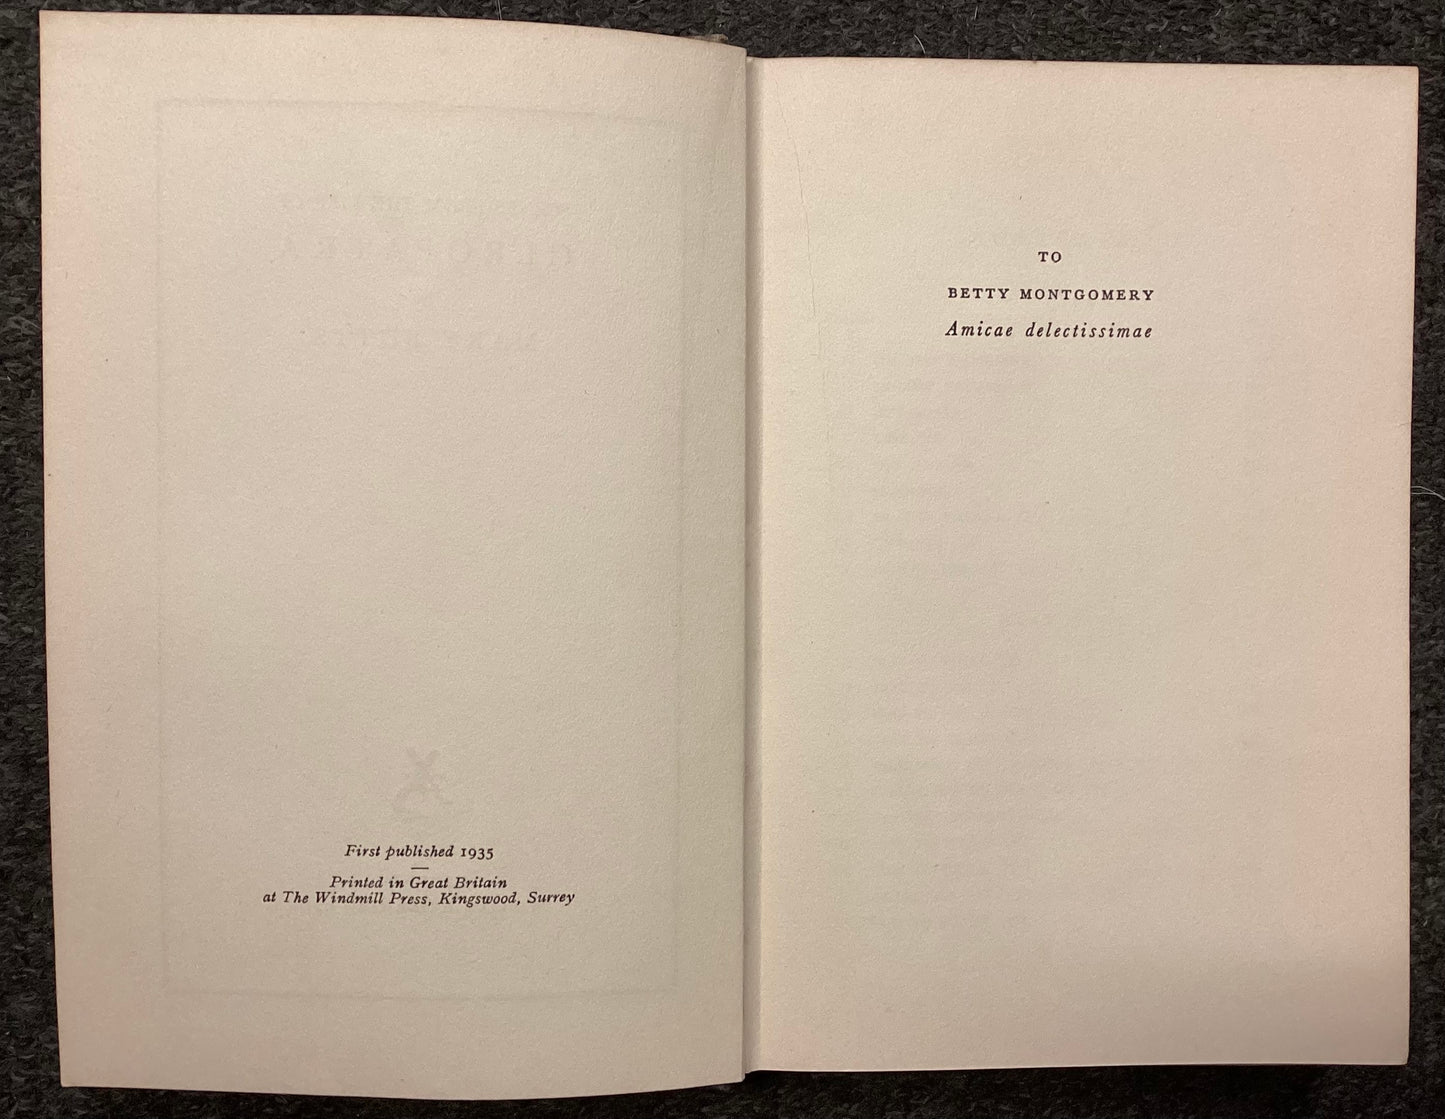 First published 1935
Printed in Great Britain
at The Windmill Press, Kingswood, Surrey
TO
BETTY MONTGOMERY
Amicae delectissimae